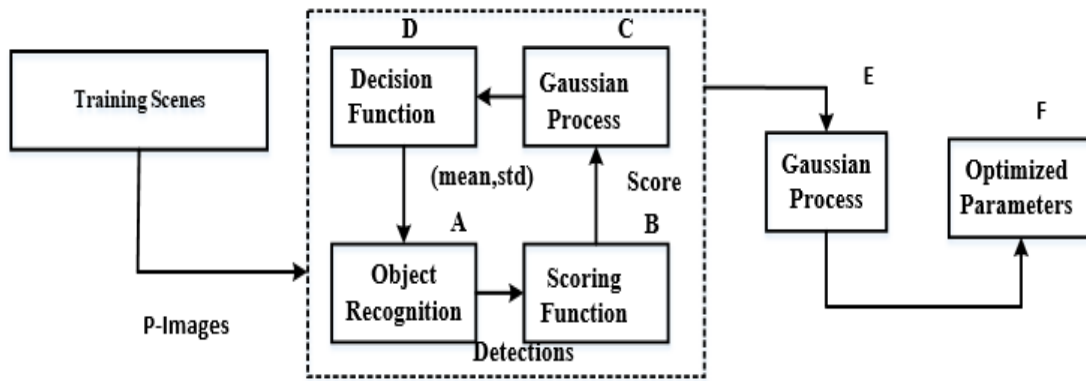 Training Scenes
P-Images
D
Decision
Function
C
Gaussian
Process
(mean,std)
Score
A
Object
Recognition
B
Scoring
Function
Detections
E
Gaussian
Process
F
Optimized
Parameters